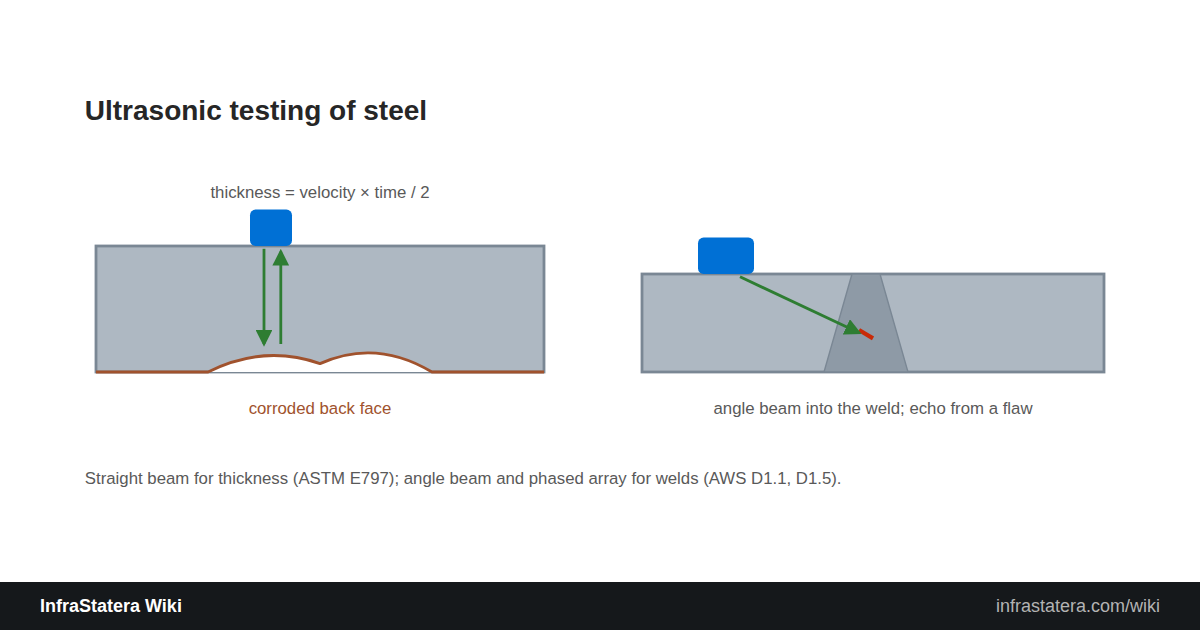 Ultrasonic testing of steel
thickness = velocity × time / 2
corroded back face
angle beam into the weld; echo from a flaw
Straight beam for thickness (ASTM E797); angle beam and phased array for welds (AWS D1.1, D1.5).
InfraStatera Wiki
infrastatera.com/wiki